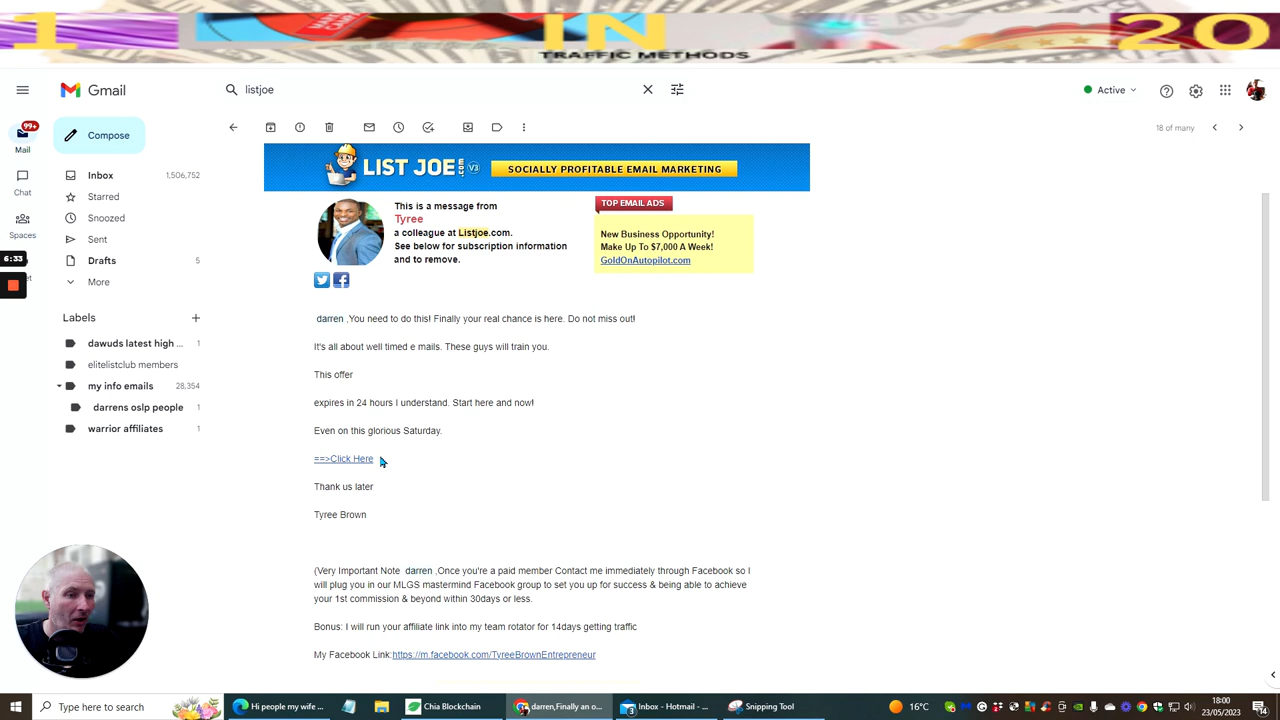 1 IN 20
TRAFFIC METHODS
Gmail
listjoe
Active
Compose
18 of many
99+
Mail
Chat
Spaces
6:33
Inbox 1,506,752
Starred
Snoozed
Sent
Drafts 5
More
Labels
dawuds latest high ... 1
elitelistclub members
my info emails 28,354
darrens oslp people 1
warrior affiliates 1
LIST JOE .COM V3 SOCIALLY PROFITABLE EMAIL MARKETING
This is a message from
Tyree
a colleague at Listjoe.com.
See below for subscription information
and to remove.
TOP EMAIL ADS
New Business Opportunity!
Make Up To $7,000 A Week!
GoldOnAutopilot.com
darren ,You need to do this! Finally your real chance is here. Do not miss out!
It's all about well timed e mails. These guys will train you.
This offer
expires in 24 hours I understand. Start here and now!
Even on this glorious Saturday.
==>Click Here
Thank us later
Tyree Brown
(Very Important Note darren ,Once you're a paid member Contact me immediately through Facebook so I
will plug you in our MLGS mastermind Facebook group to set you up for success & being able to achieve
your 1st commission & beyond within 30days or less.
Bonus: I will run your affiliate link into my team rotator for 14days getting traffic
My Facebook Link:https://m.facebook.com/TyreeBrownEntrepreneur
Type here to search
Hi people my wife ...
Chia Blockchain
darren,Finally an o...
Inbox - Hotmail - ...
Snipping Tool
16°C
18:00
23/05/2023